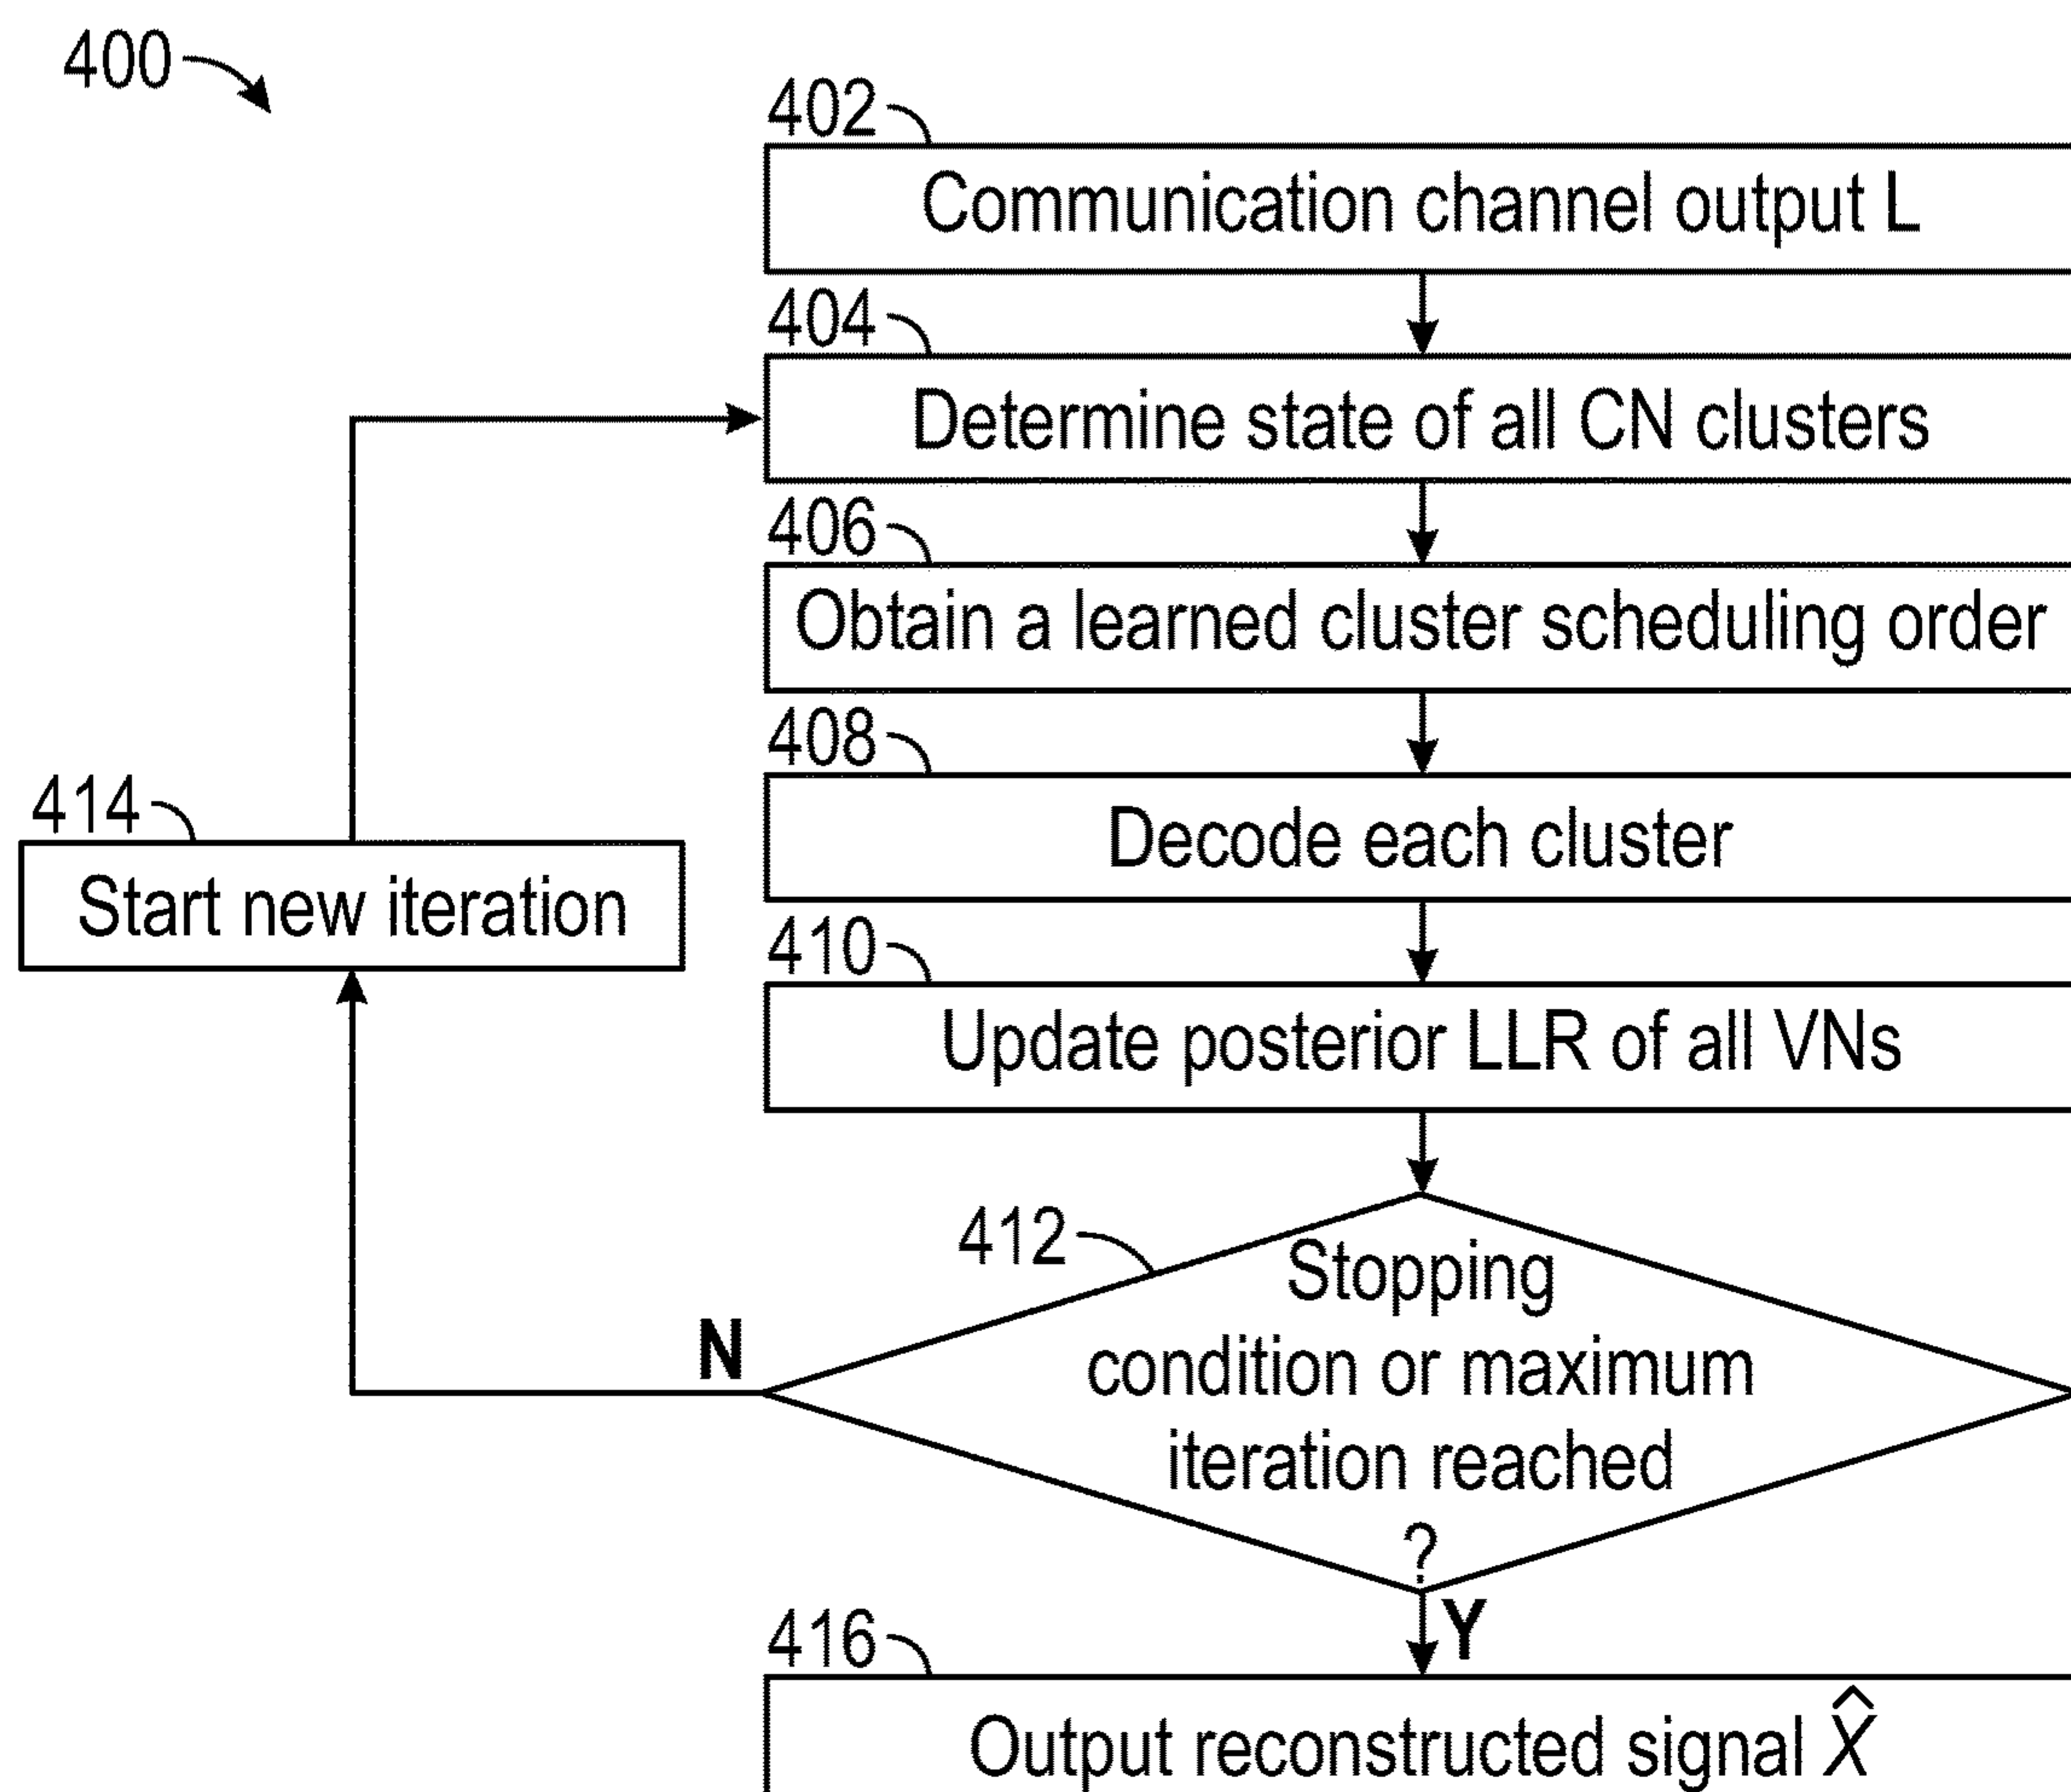 400
402
Communication channel output L
404
Determine state of all CN clusters
406
Obtain a learned cluster scheduling order
408
Decode each cluster
414
Start new iteration
410
Update posterior LLR of all VNs
412
Stopping
condition or maximum
iteration reached
?
N
Y
416
Output reconstructed signal X̂